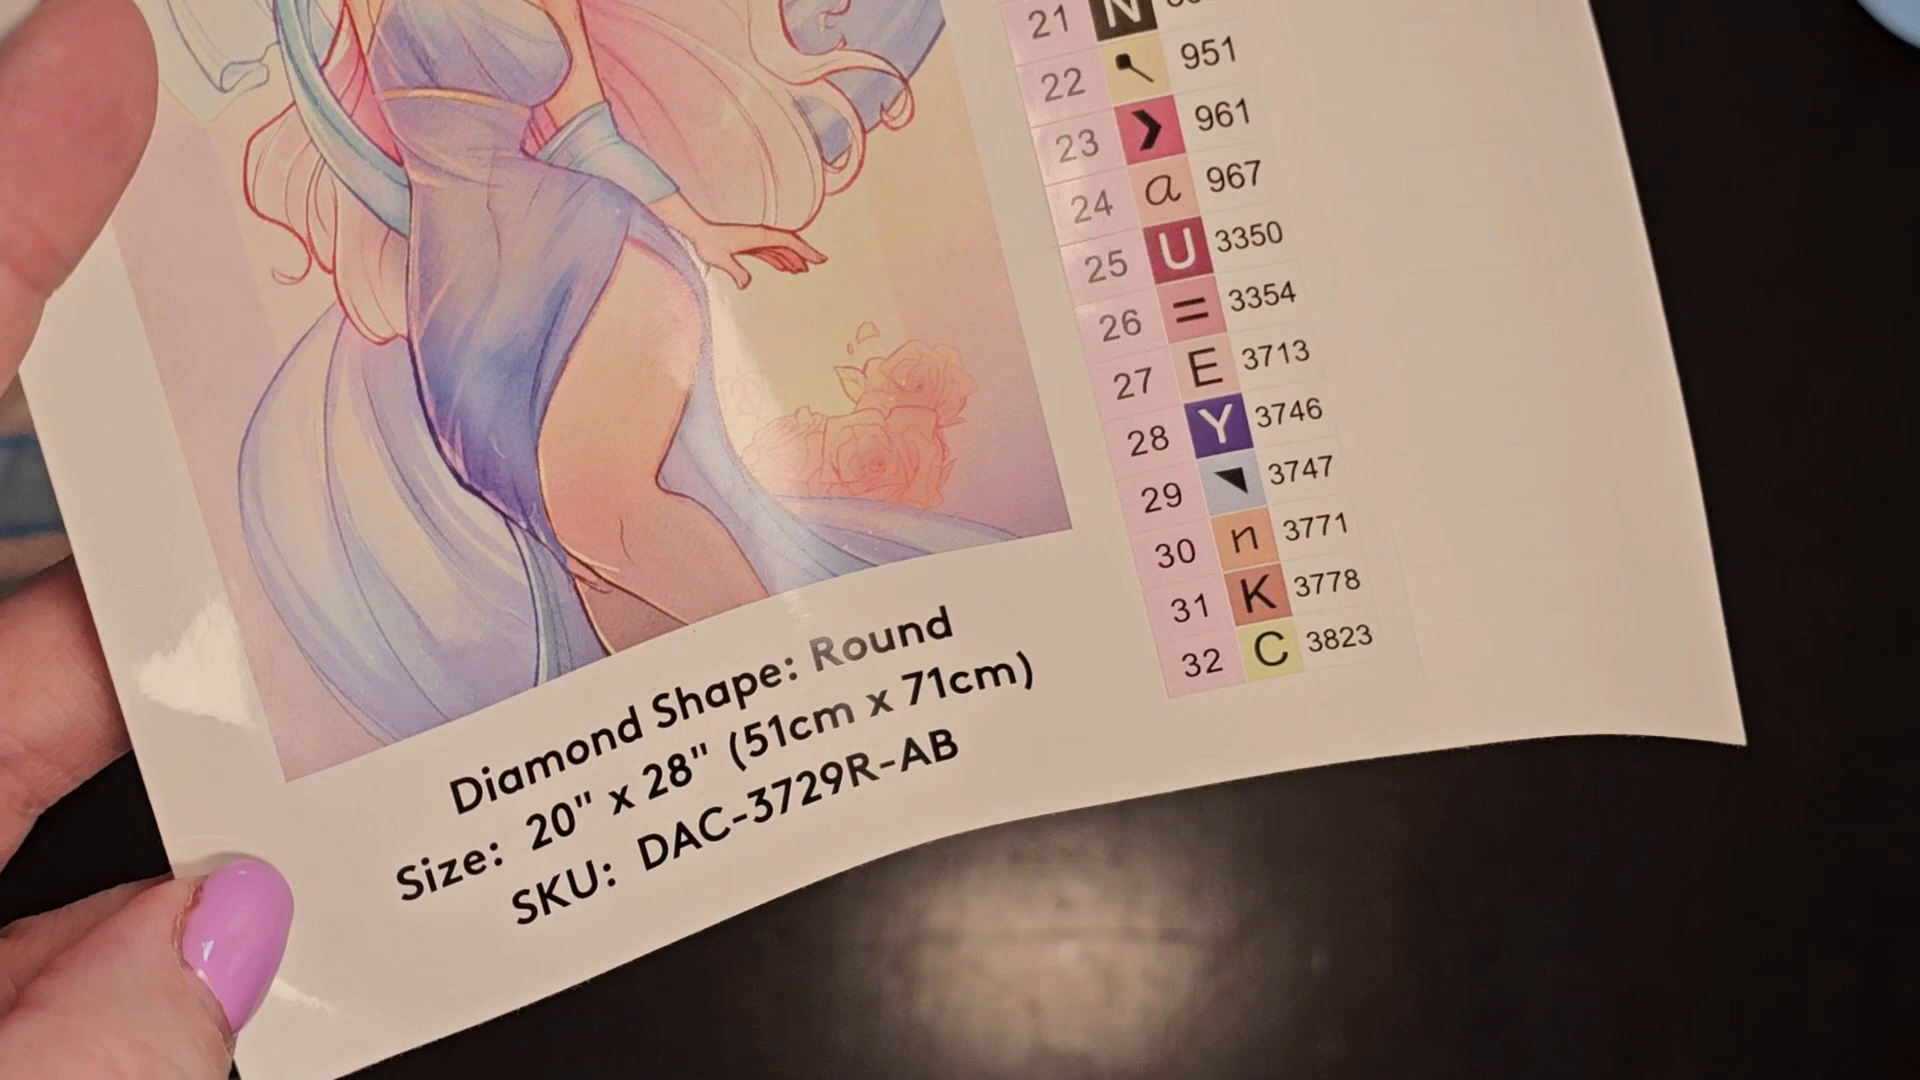 21 N
22 951
23 961
24 a 967
25 U 3350
26 = 3354
27 E 3713
28 Y 3746
29 3747
30 n 3771
31 K 3778
32 C 3823
Diamond Shape: Round
Size: 20" x 28" (51cm x 71cm)
SKU: DAC-3729R-AB